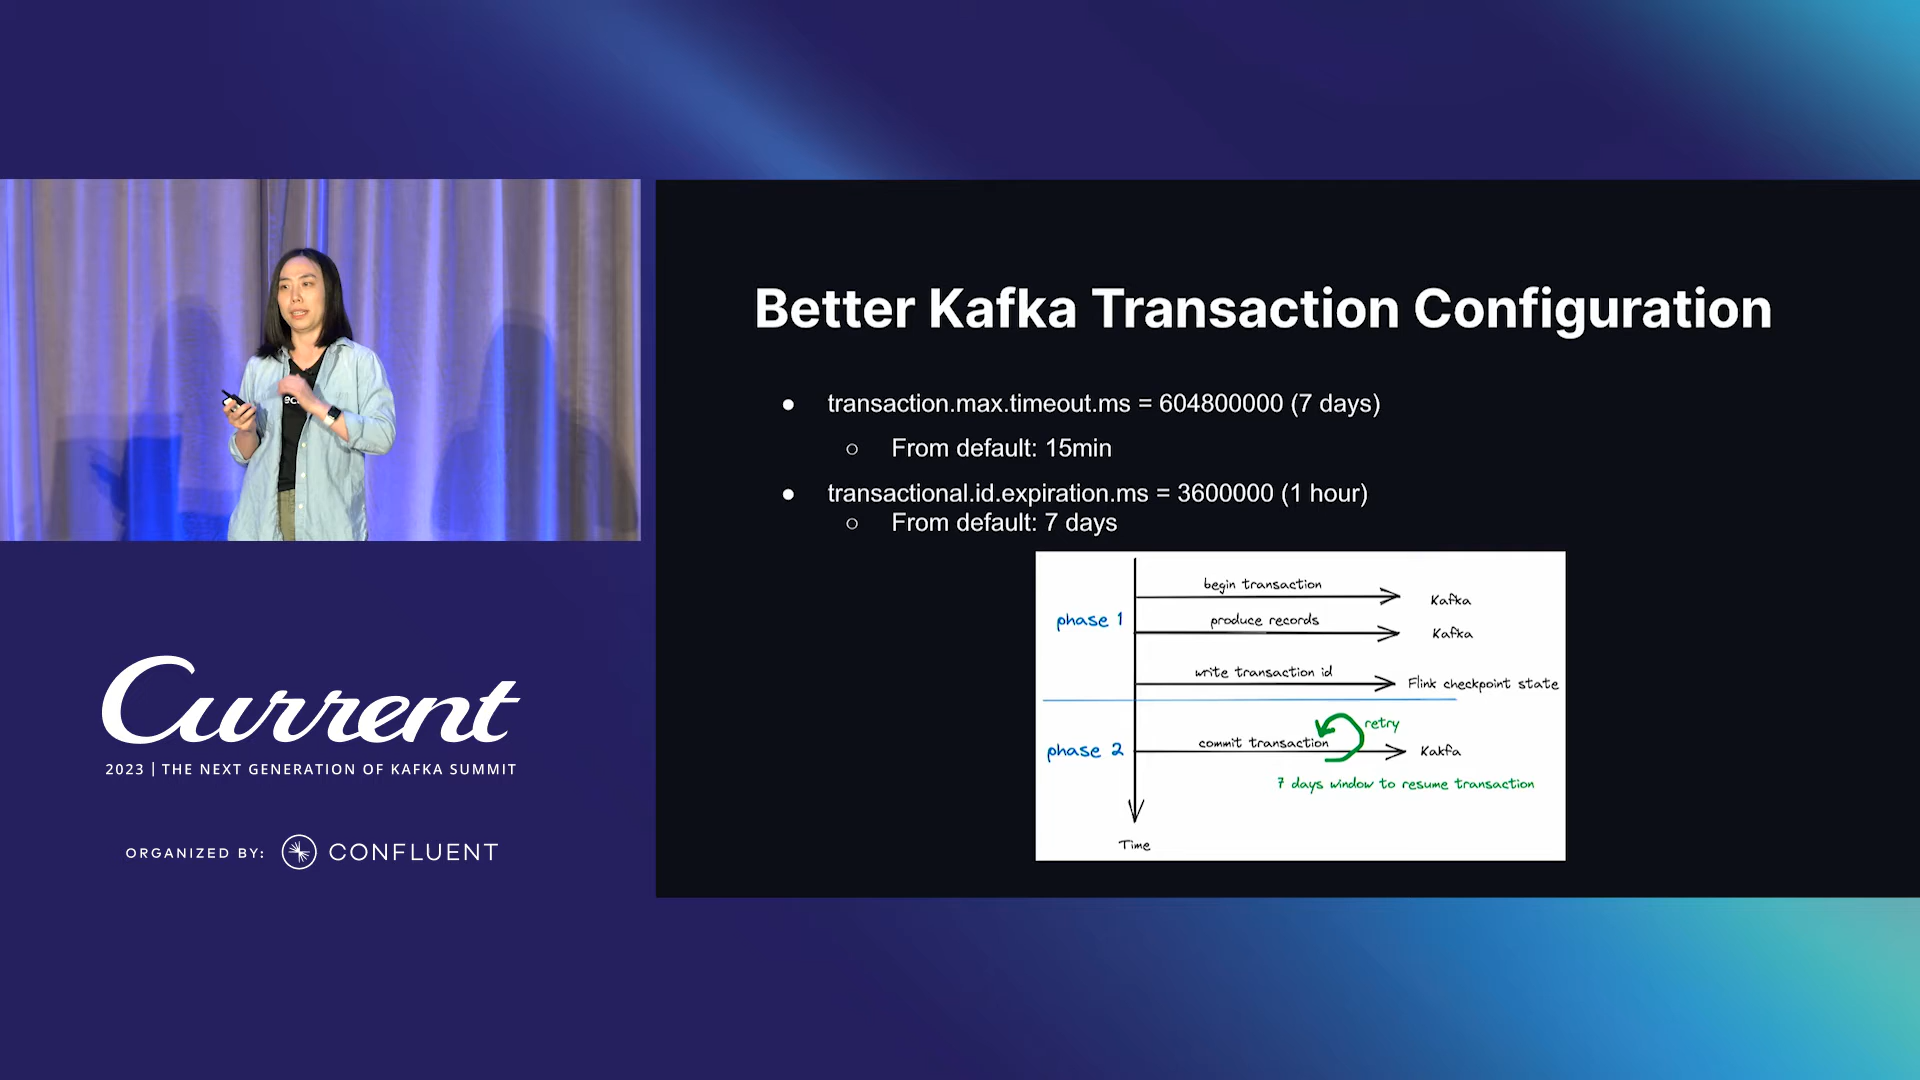 Better Kafka Transaction Configuration
transaction.max.timeout.ms = 604800000 (7 days)
From default: 15min
transactional.id.expiration.ms = 3600000 (1 hour)
From default: 7 days
begin transaction
Kafka
phase 1
produce records
Kafka
write transaction id
Flink checkpoint state
retry
phase 2
commit transaction
Kakfa
7 days window to resume transaction
Time
Current
2023 | THE NEXT GENERATION OF KAFKA SUMMIT
ORGANIZED BY: CONFLUENT